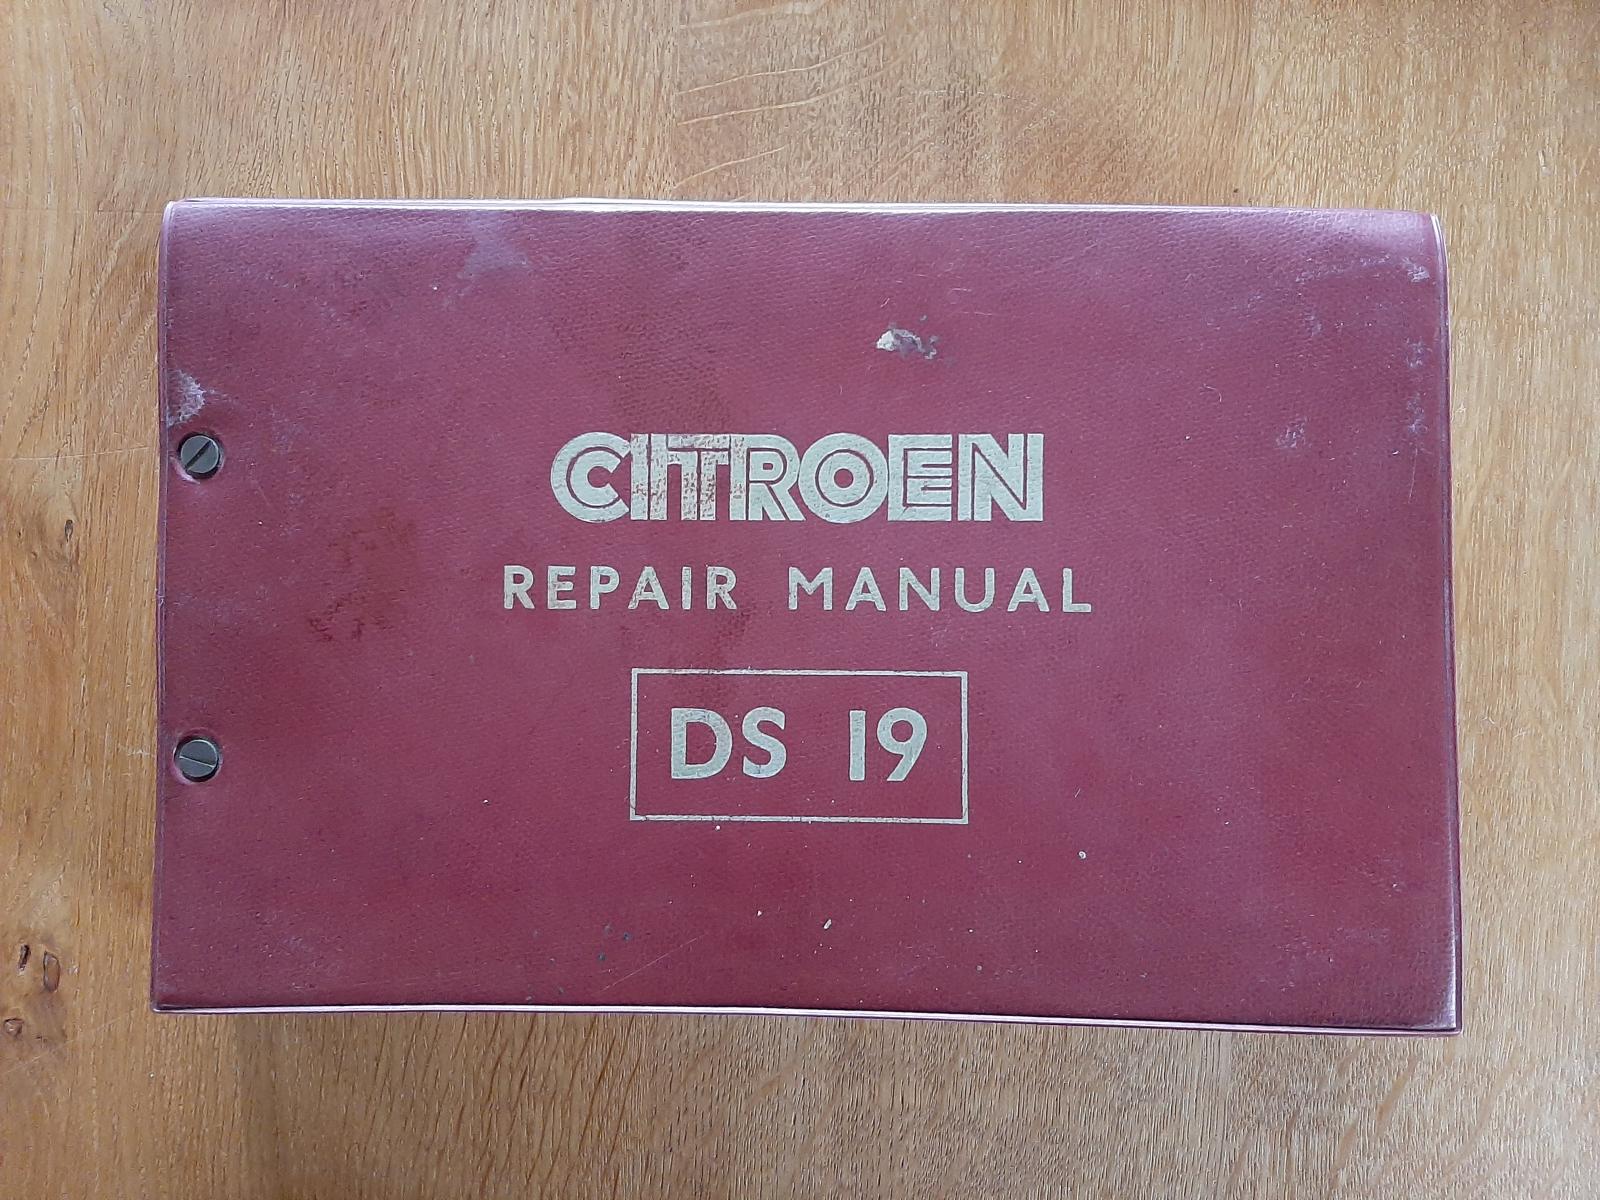 CITROEN
REPAIR MANUAL
DS 19